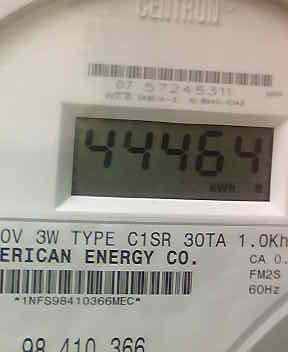 CENTRON
07 57245311
44464
KWH
0V 3W TYPE C1SR 30TA 1.0Kh
ERICAN ENERGY CO.
CA 0.
FM2S
60Hz
*1NFS98410366MEC*
98 410 366